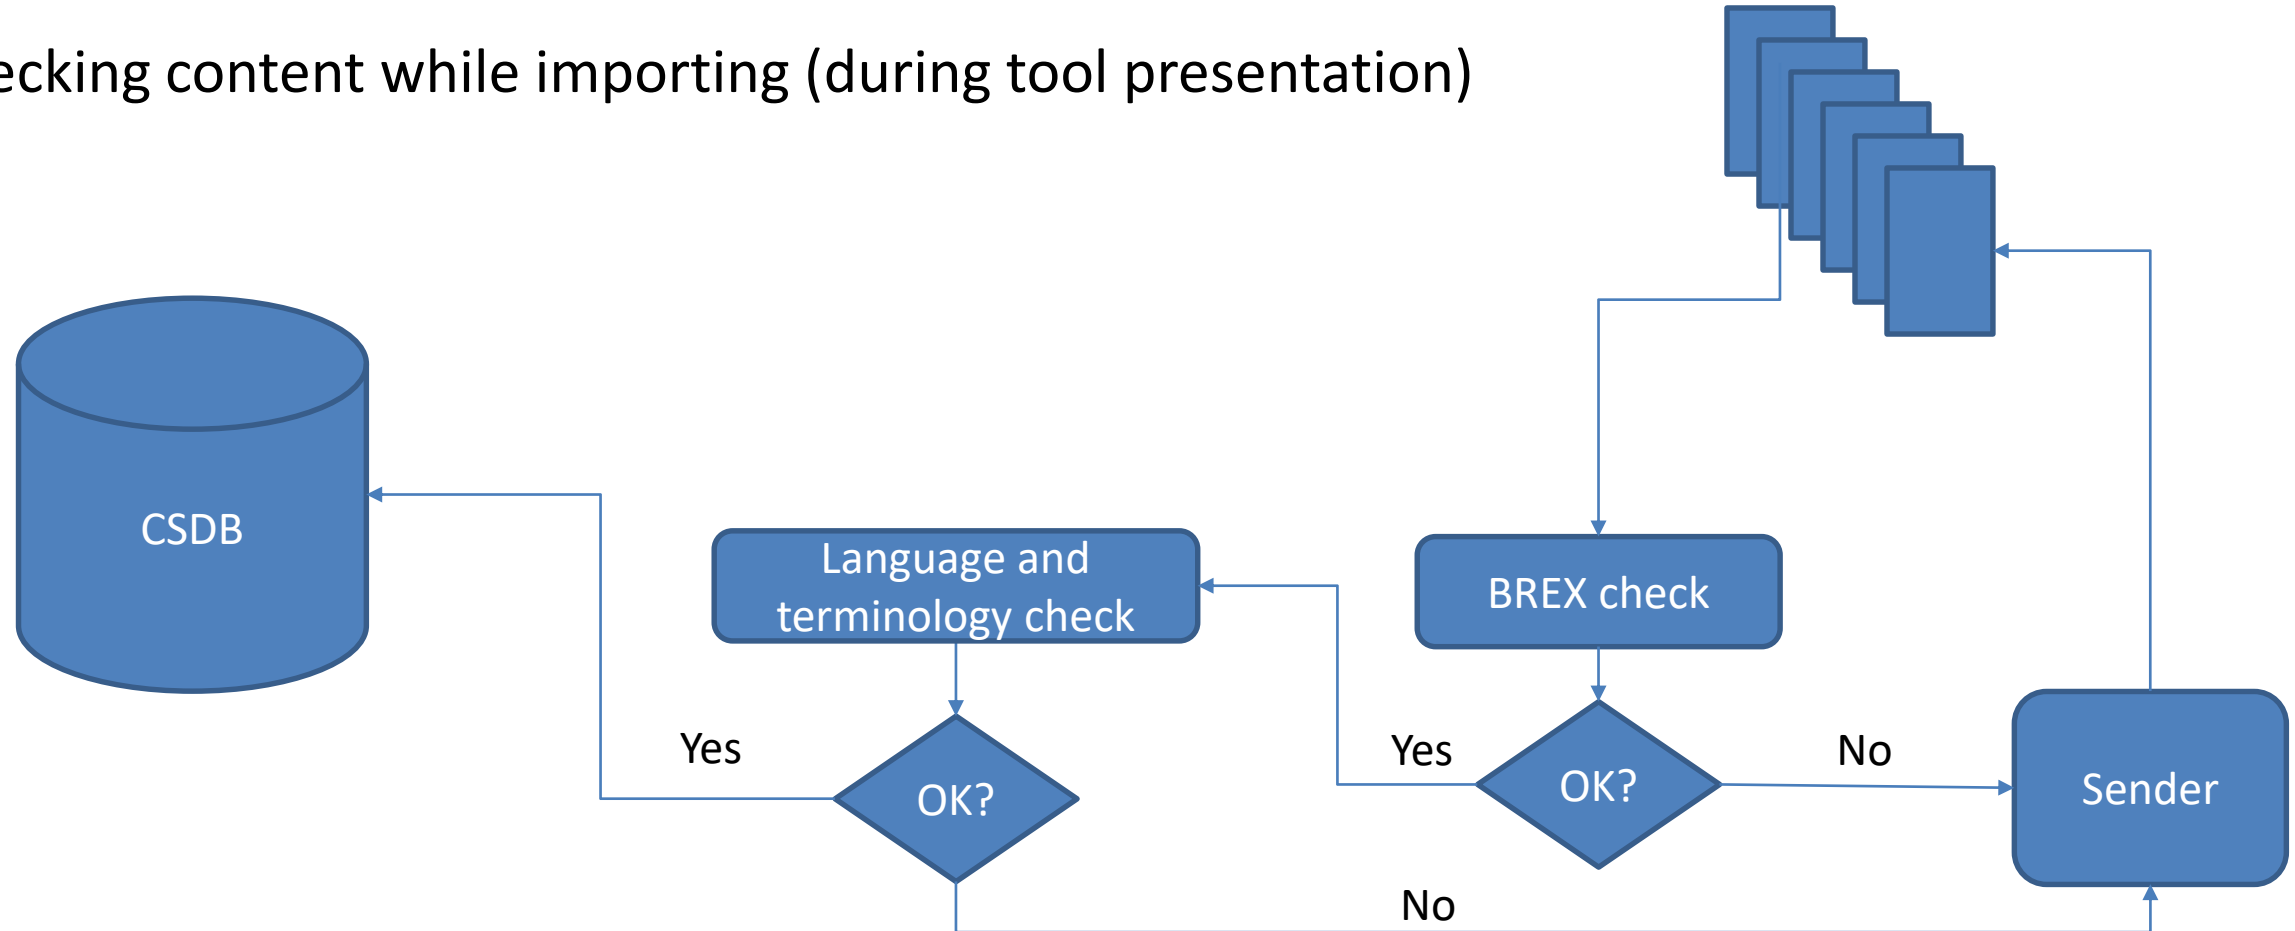 ecking content while importing (during tool presentation)
CSDB
Language and
terminology check
BREX check
Yes
OK?
Yes
OK?
No
Sender
No